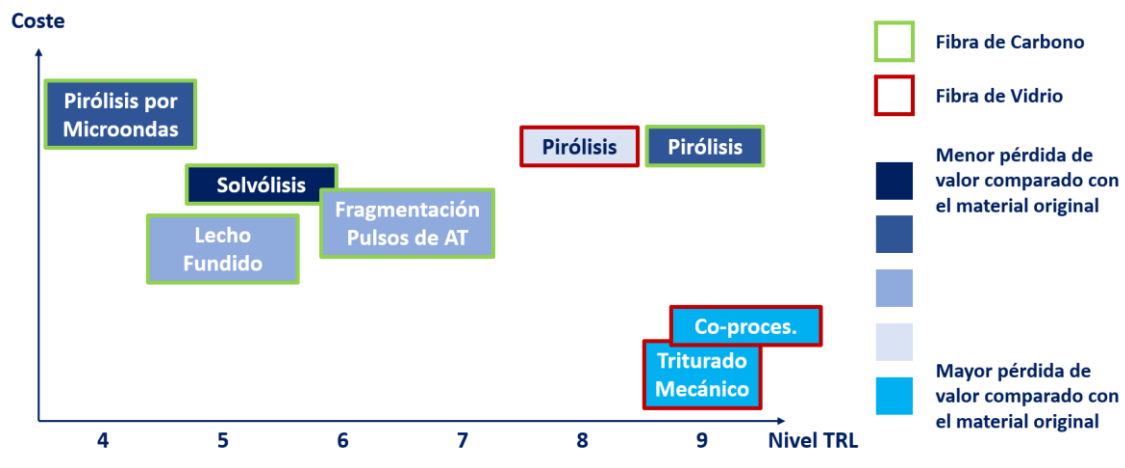 Coste
Pirólisis por
Microondas
Solvólisis
Lecho
Fundido
Fragmentación
Pulsos de AT
Pirólisis
Pirólisis
Co-proces.
Triturado
Mecánico
4
5
6
7
8
9
Nivel TRL
Fibra de Carbono
Fibra de Vidrio
Menor pérdida de
valor comparado con
el material original
Mayor pérdida de
valor comparado con
el material original